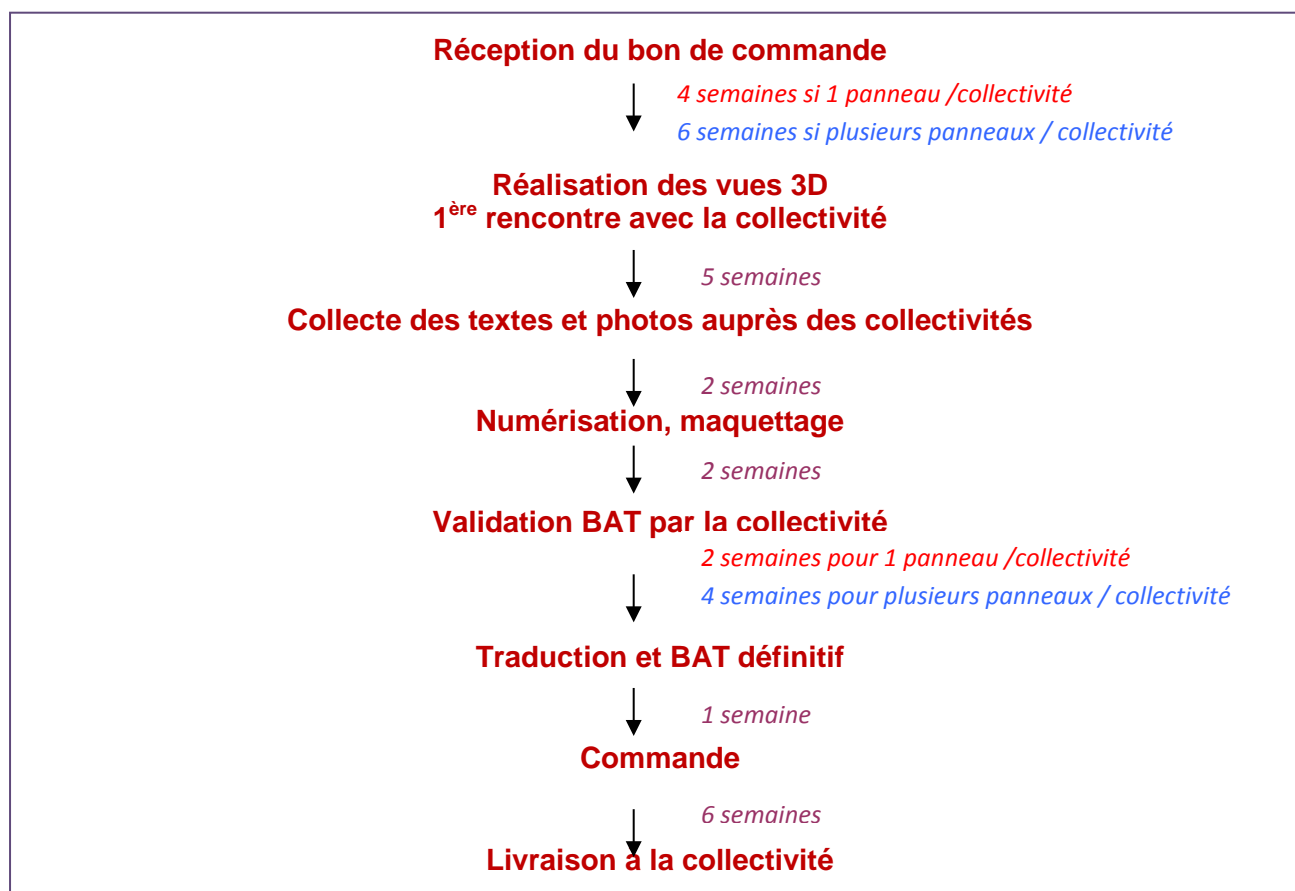 Réception du bon de commande
4 semaines si 1 panneau /collectivité
6 semaines si plusieurs panneaux / collectivité
Réalisation des vues 3D
1ère rencontre avec la collectivité
5 semaines
Collecte des textes et photos auprès des collectivités
2 semaines
Numérisation, maquettage
2 semaines
Validation BAT par la collectivité
2 semaines pour 1 panneau /collectivité
4 semaines pour plusieurs panneaux / collectivité
Traduction et BAT définitif
1 semaine
Commande
6 semaines
Livraison à la collectivité